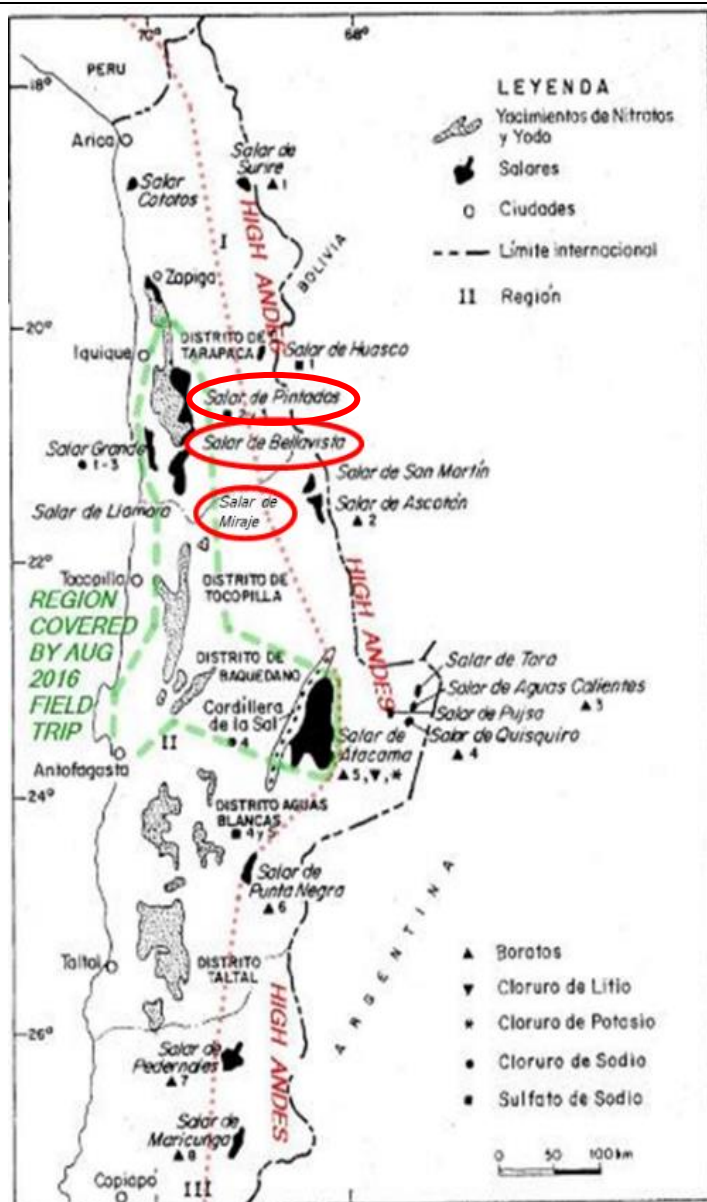 70°
68°
PERU
18°
LEYENDA
Yacimientos de Nitratos
y Yodo
Salares
Ciudades
Límite internacional
II Región
Arica
Salar de
Surire
1
Salar
Cototos
I
HIGH ANDES
BOLIVIA
Zapiga
20°
DISTRITO DE
TARAPACA
Iquique
Salar de Huasco
1
Salar de Pintados
2 y 3
Salar de Bellavista
Salar Grande
1-3
Salar de San Martín
Salar de Ascotán
2
Salar de Llamara
Salar de
Miraje
22°
Tocopilla
DISTRITO DE
TOCOPILLA
HIGH ANDES
REGION
COVERED
BY AUG
2016
FIELD
TRIP
DISTRITO DE
BAQUEDANO
Salar de Tara
Salar de Aguas Calientes
3
Salar de Pujsa
Salar de Quisquiro
4
Cordillera
de la Sal
4
II
Salar de
Atacama
5, ,
Antofagasta
24°
DISTRITO AGUAS
BLANCAS
4 y 5
Salar de
Punta Negra
6
ARGENTINA
Taltal
DISTRITO
TALTAL
HIGH ANDES
Boratos
Cloruro de Litio
Cloruro de Potasio
Cloruro de Sodio
Sulfato de Sodio
26°
Salar de
Pedernales
7
Salar de
Maricunga
8
Copiapó
III
0 50 100 km